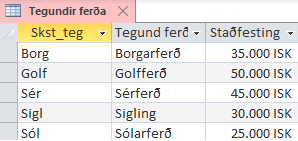 Tegundir ferða
Skst_teg Tegund ferð Staðfesting
Borg Borgarferð 35.000 ISK
Golf Golfferð 50.000 ISK
Sér Sérferð 45.000 ISK
Sigl Sigling 30.000 ISK
Sól Sólarferð 25.000 ISK